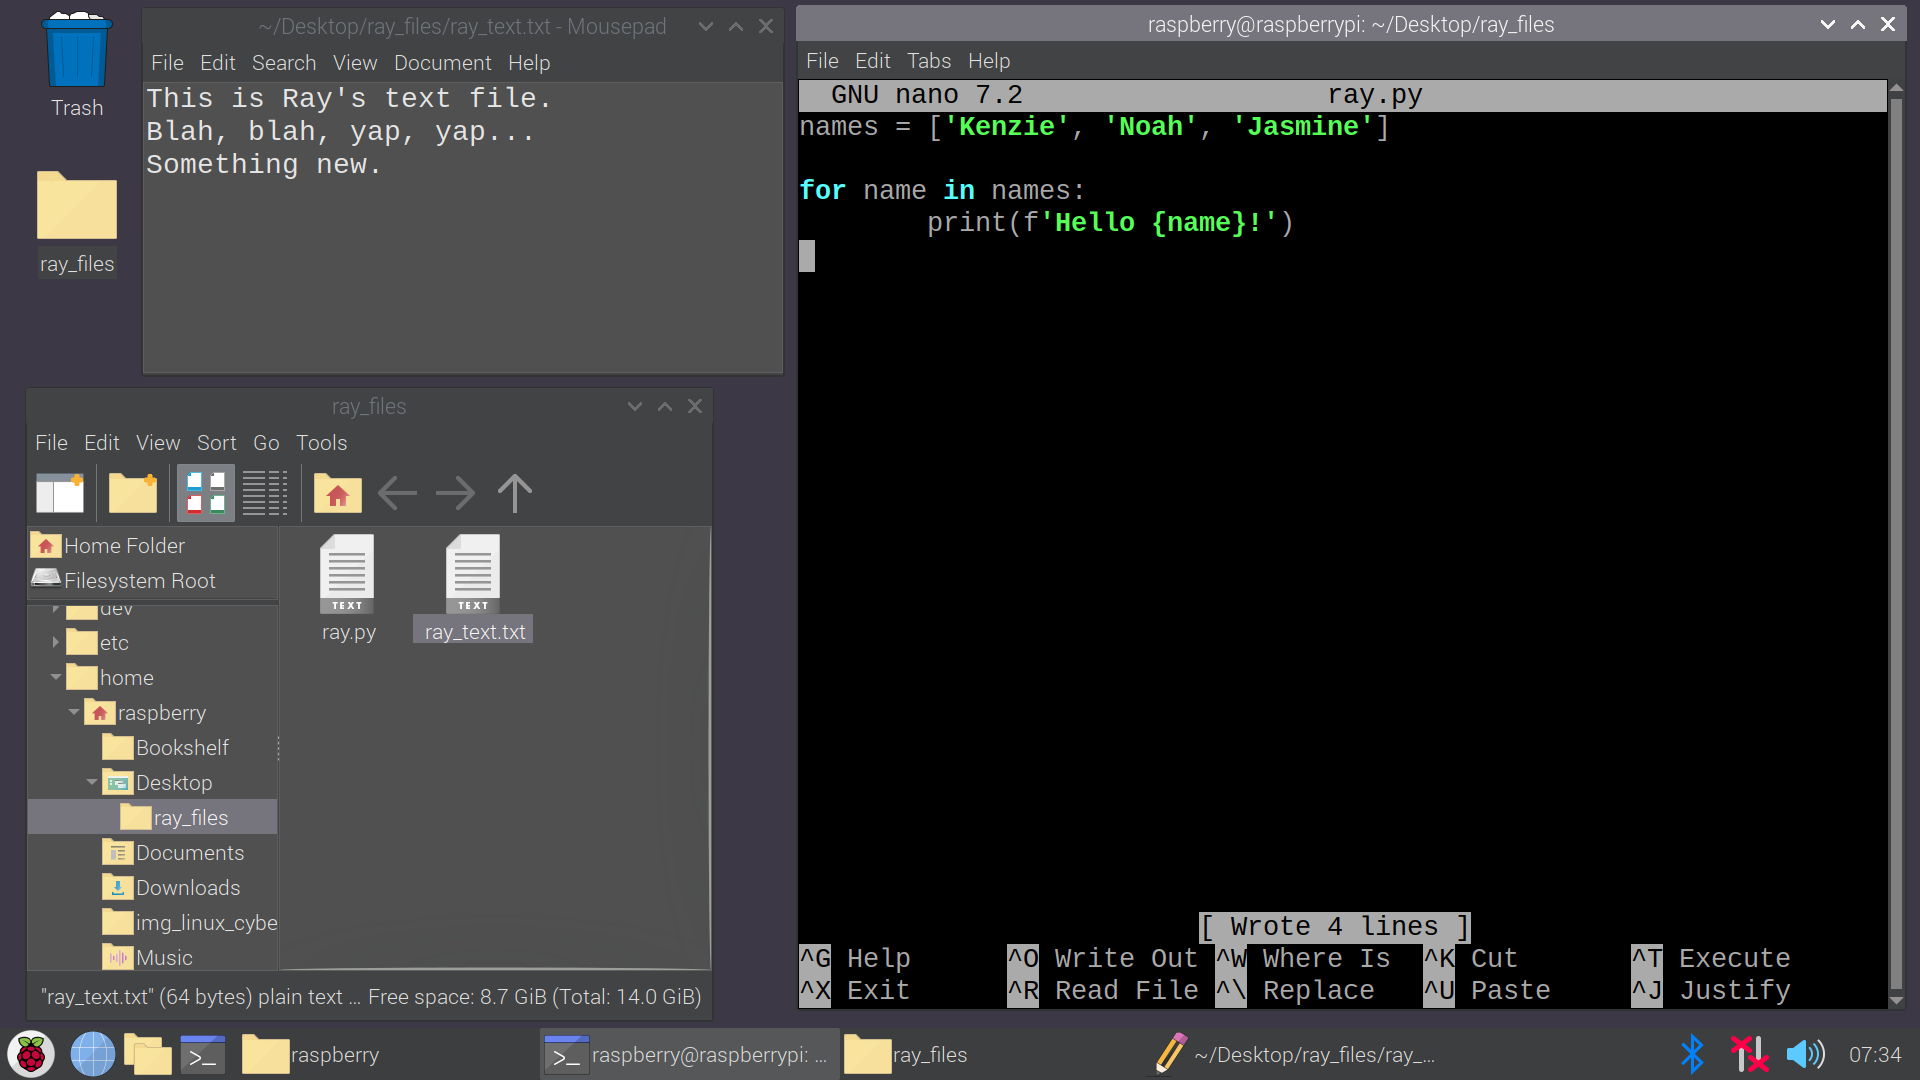 Trash
ray_files
~/Desktop/ray_files/ray_text.txt - Mousepad
File Edit Search View Document Help
This is Ray's text file.
Blah, blah, yap, yap...
Something new.
ray_files
File Edit View Sort Go Tools
Home Folder
Filesystem Root
dev
etc
home
raspberry
Bookshelf
Desktop
ray_files
Documents
Downloads
img_linux_cybe
Music
TEXT
ray.py
TEXT
ray_text.txt
"ray_text.txt" (64 bytes) plain text ... Free space: 8.7 GiB (Total: 14.0 GiB)
raspberry@raspberrypi: ~/Desktop/ray_files
File Edit Tabs Help
GNU nano 7.2 ray.py
names = ['Kenzie', 'Noah', 'Jasmine']
for name in names:
print(f'Hello {name}!')
[ Wrote 4 lines ]
^G Help ^O Write Out ^W Where Is ^K Cut ^T Execute
^X Exit ^R Read File ^\ Replace ^U Paste ^J Justify
>_ raspberry >_ raspberry@raspberrypi: ... ray_files ~/Desktop/ray_files/ray_... 07:34